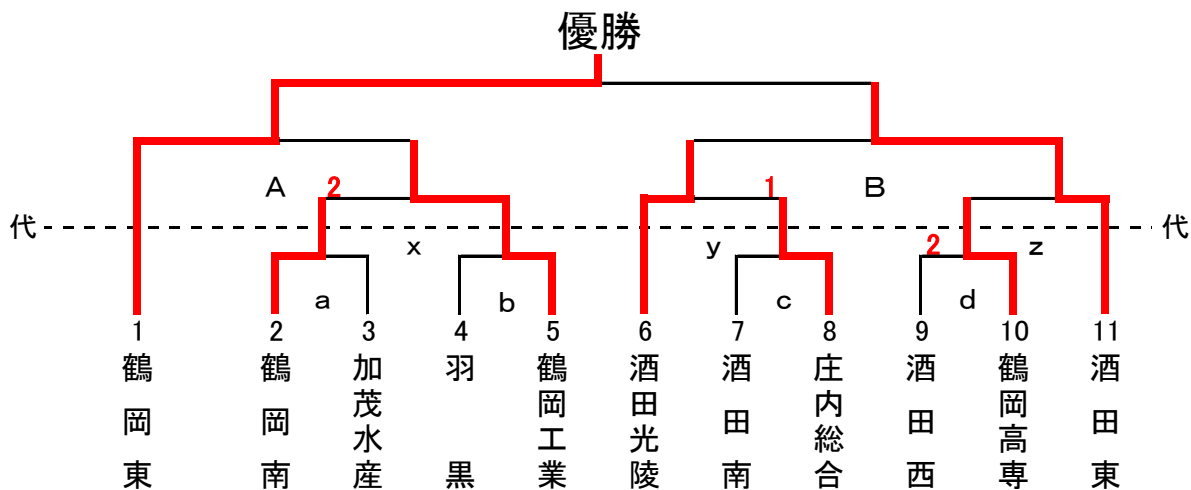 優勝
A 2 1 B
代 代
x y 2 z
a b c d
1 2 3 4 5 6 7 8 9 10 11
鶴岡東
鶴岡南
加茂水産
羽黒
鶴岡工業
酒田光陵
酒田南
庄内総合
酒田西
鶴岡高専
酒田東